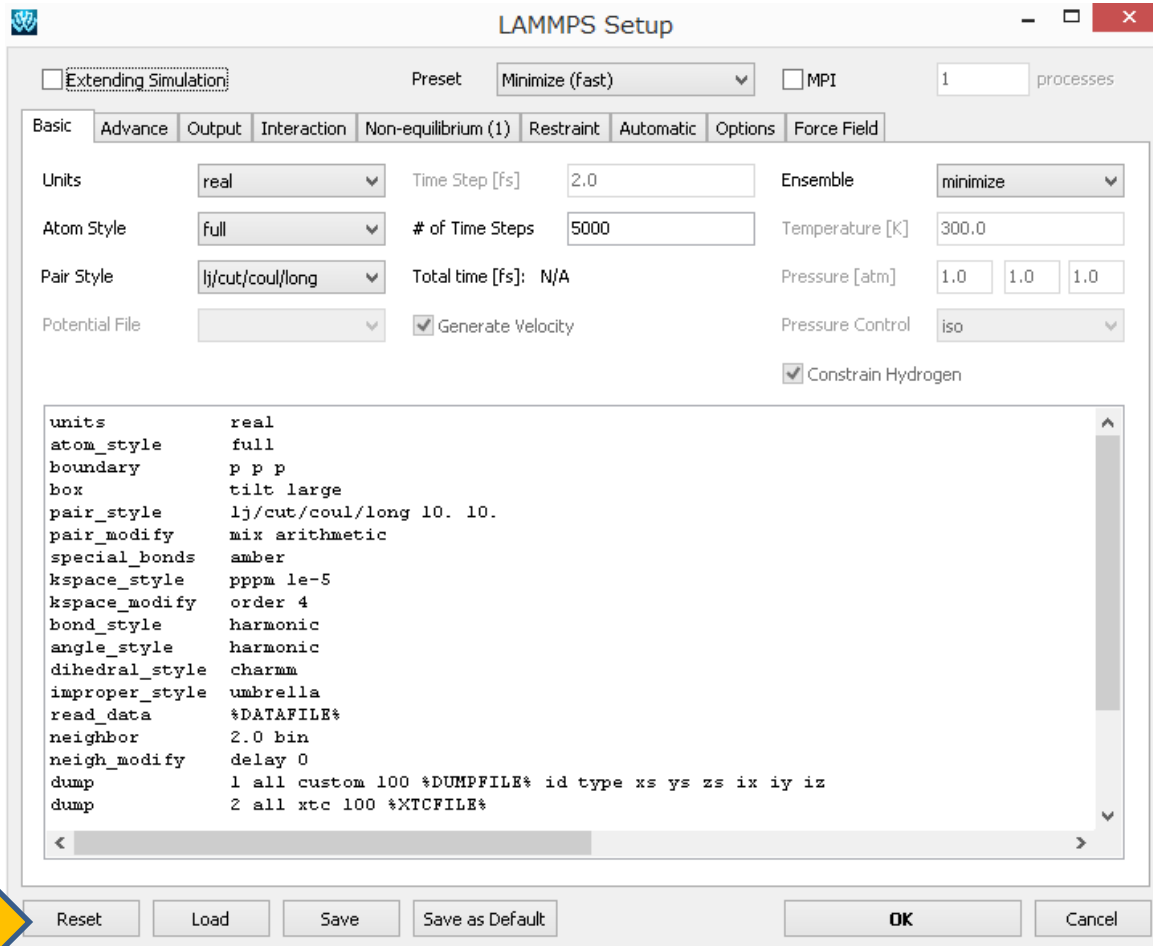 LAMMPS Setup
Extending Simulation Preset Minimize (fast) MPI 1 processes
Basic Advance Output Interaction Non-equilibrium (1) Restraint Automatic Options Force Field
Units real Time Step [fs] 2.0 Ensemble minimize
Atom Style full # of Time Steps 5000 Temperature [K] 300.0
Pair Style lj/cut/coul/long Total time [fs]: N/A Pressure [atm] 1.0 1.0 1.0
Potential File Generate Velocity Pressure Control iso
Constrain Hydrogen
units real
atom_style full
boundary p p p
box tilt large
pair_style lj/cut/coul/long 10. 10.
pair_modify mix arithmetic
special_bonds amber
kspace_style pppm 1e-5
kspace_modify order 4
bond_style harmonic
angle_style harmonic
dihedral_style charmm
improper_style umbrella
read_data %DATAFILE%
neighbor 2.0 bin
neigh_modify delay 0
dump 1 all custom 100 %DUMPFILE% id type xs ys zs ix iy iz
dump 2 all xtc 100 %XTCFILE%
Reset Load Save Save as Default OK Cancel